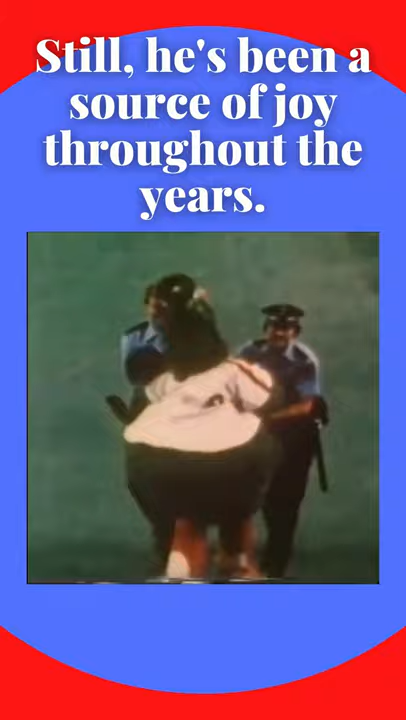 Still, he's been a
source of joy
throughout the
years.